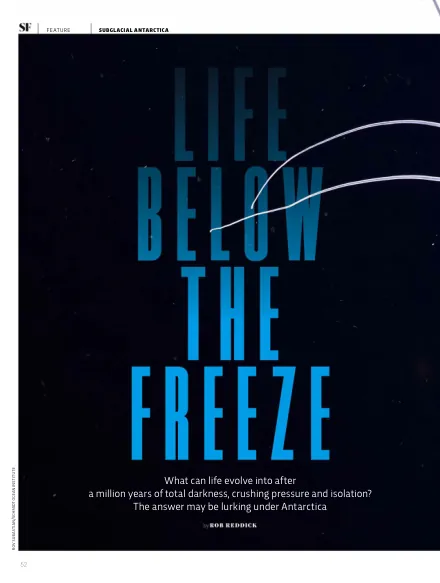 SF
FEATURE
SUBGLACIAL ANTARCTICA
LIFE
BELOW
THE
FREEZE
What can life evolve into after
a million years of total darkness, crushing pressure and isolation?
The answer may be lurking under Antarctica
by ROB REDDICK
52